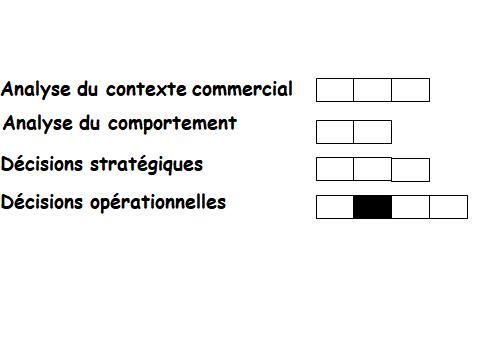 Analyse du contexte commercial
Analyse du comportement
Décisions stratégiques
Décisions opérationnelles